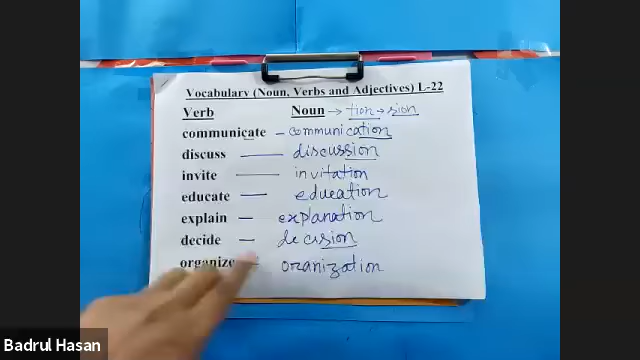 Vocabulary (Noun, Verbs and Adjectives) L-22
Verb Noun → tion → sion
communicate – communication
discuss — discussion
invite — invitation
educate — education
explain — explanation
decide — decision
organize — oranization
Badrul Hasan